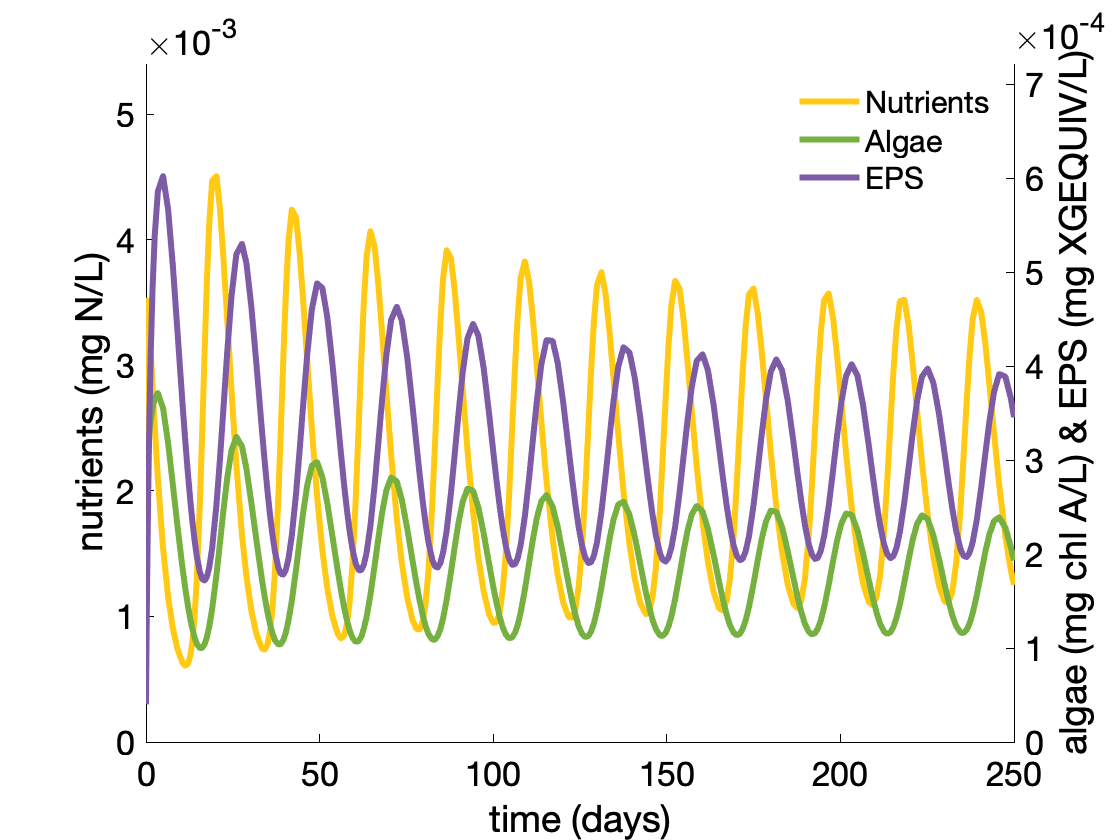 ×10⁻³
×10⁻⁴
nutrients (mg N/L)
5
4
3
2
1
0
Nutrients
Algae
EPS
7
6
5
4
3
2
1
0
algae (mg chl A/L) & EPS (mg XGEQUIV/L)
0 50 100 150 200 250
time (days)